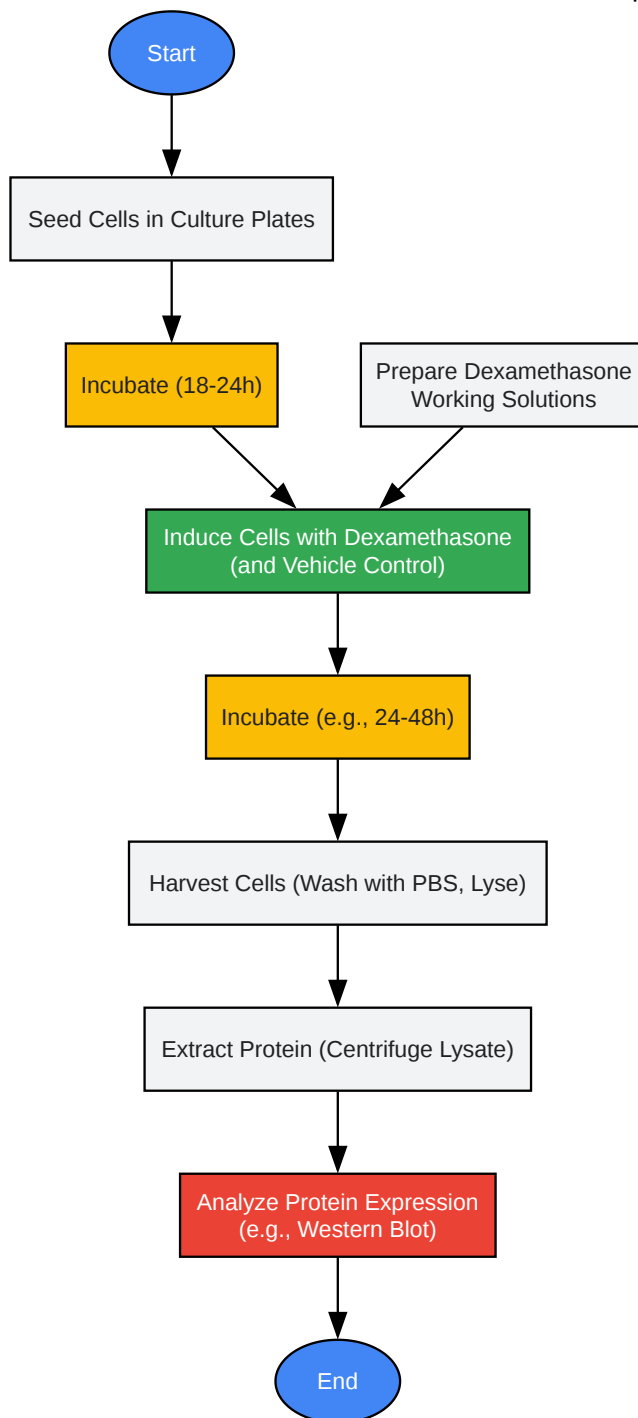 Start
Seed Cells in Culture Plates
Incubate (18-24h)
Prepare Dexamethasone
Working Solutions
Induce Cells with Dexamethasone
(and Vehicle Control)
Incubate (e.g., 24-48h)
Harvest Cells (Wash with PBS, Lyse)
Extract Protein (Centrifuge Lysate)
Analyze Protein Expression
(e.g., Western Blot)
End